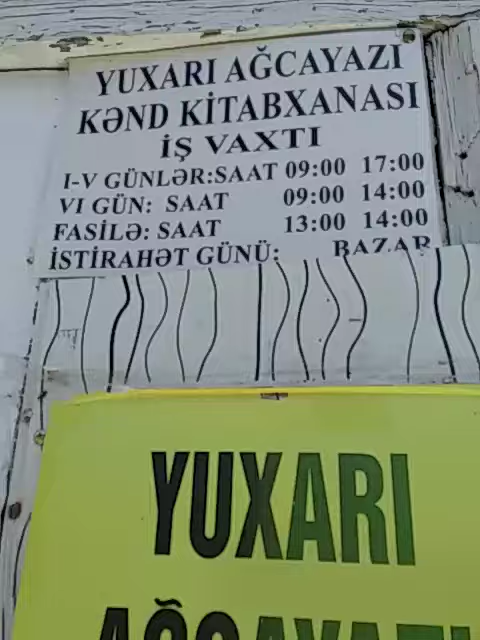 YUXARI AĞCAYAZI
KƏND KİTABXANASI
İŞ VAXTI
I-V GÜNLƏR:SAAT 09:00 17:00
VI GÜN: SAAT 09:00 14:00
FASİLƏ: SAAT 13:00 14:00
İSTİRAHƏT GÜNÜ: BAZAR
YUXARI
AĞCAYAZI